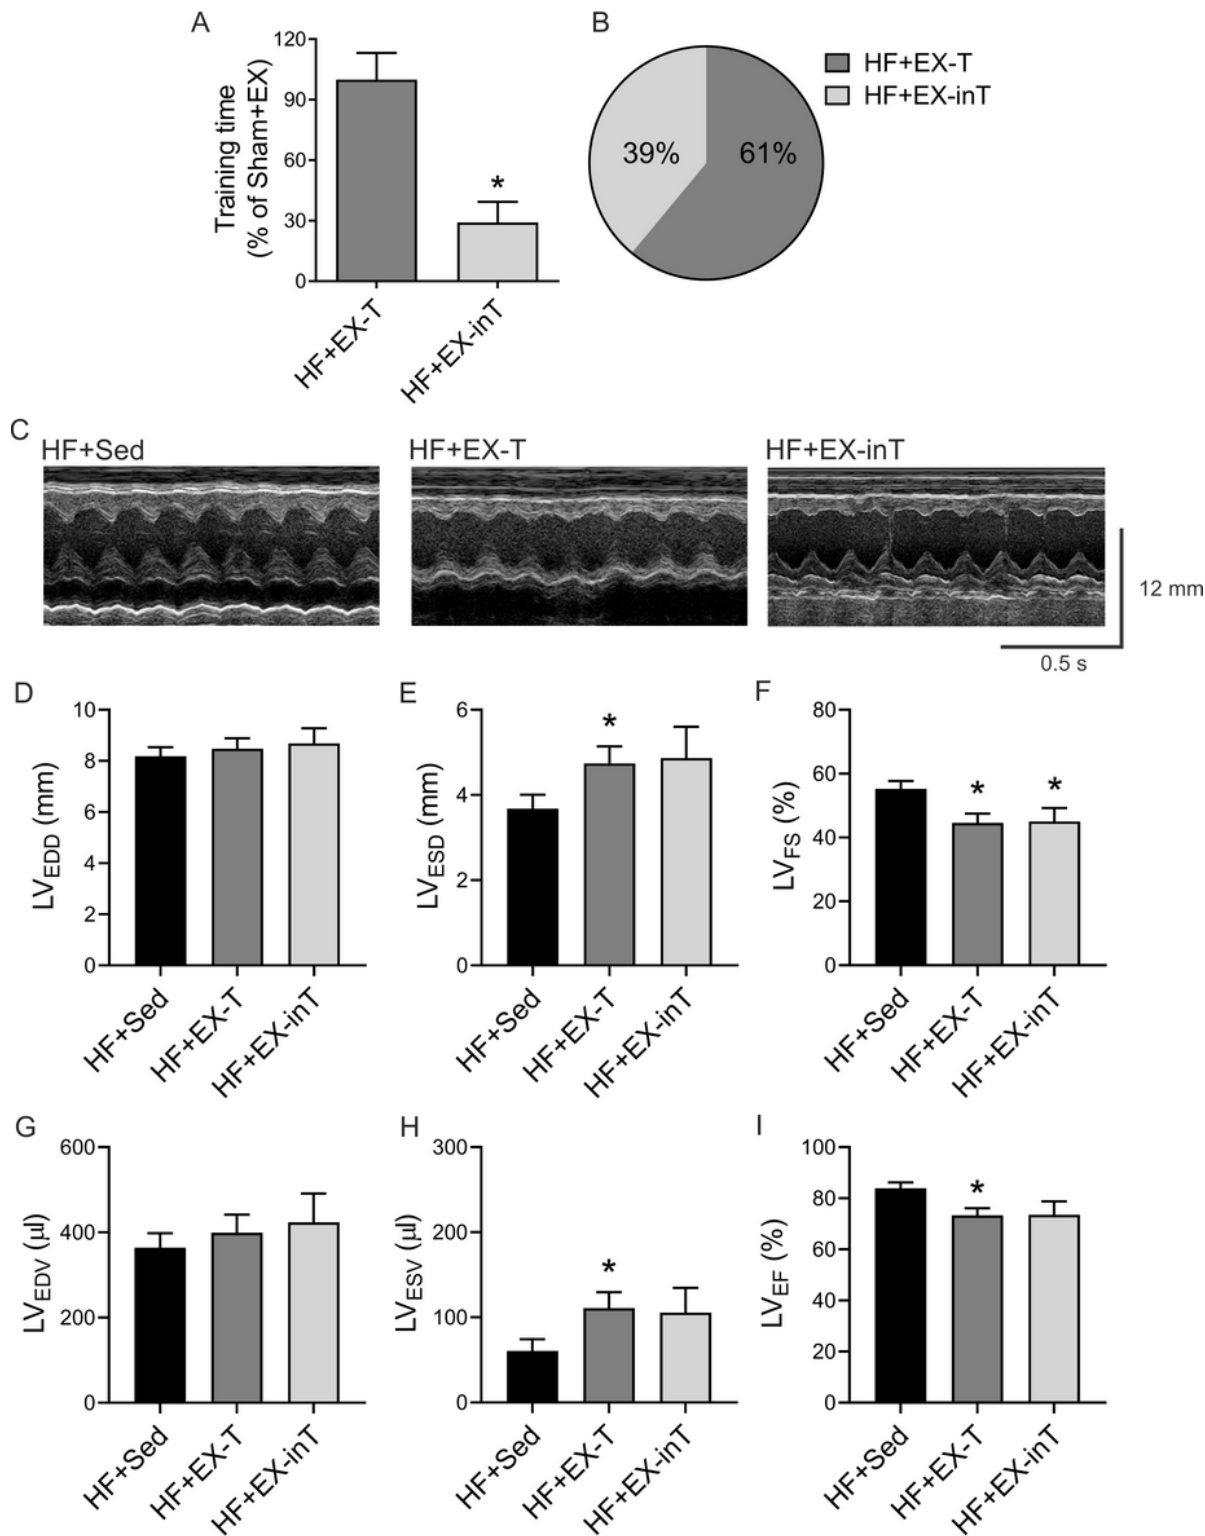 A
Training time
(% of Sham+EX)
120
90
60
30
0
*
HF+EX-T
HF+EX-inT
B
39%
61%
HF+EX-T
HF+EX-inT
C
HF+Sed
HF+EX-T
HF+EX-inT
12 mm
0.5 s
D
LVEDD (mm)
10
8
6
4
2
0
HF+Sed
HF+EX-T
HF+EX-inT
E
LVESD (mm)
6
4
2
0
*
HF+Sed
HF+EX-T
HF+EX-inT
F
LVFS (%)
80
60
40
20
0
*
*
HF+Sed
HF+EX-T
HF+EX-inT
G
LVEDV (µl)
600
400
200
0
HF+Sed
HF+EX-T
HF+EX-inT
H
LVESV (µl)
300
200
100
0
*
HF+Sed
HF+EX-T
HF+EX-inT
I
LVEF (%)
100
80
60
40
20
0
*
HF+Sed
HF+EX-T
HF+EX-inT